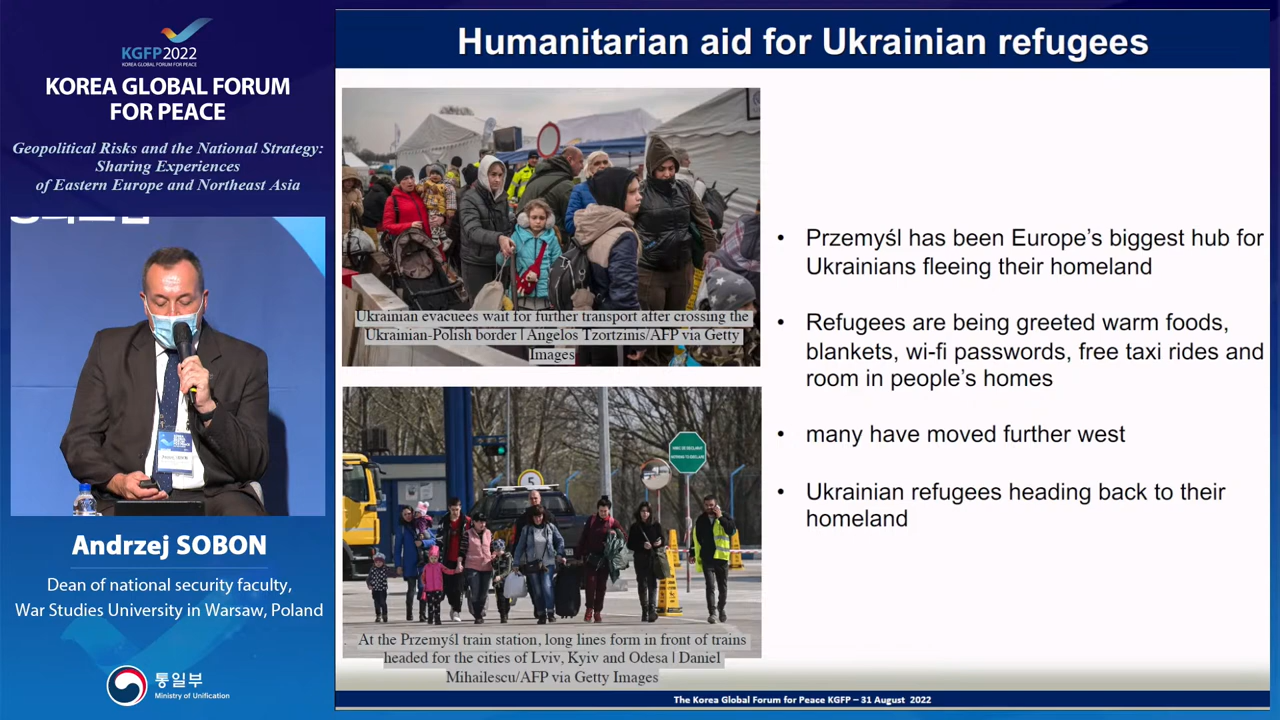 KGFP2022
KOREA GLOBAL FORUM FOR PEACE
KOREA GLOBAL FORUM
FOR PEACE
Geopolitical Risks and the National Strategy:
Sharing Experiences
of Eastern Europe and Northeast Asia
Andrzej SOBON
Dean of national security faculty,
War Studies University in Warsaw, Poland
통일부
Ministry of Unification
Humanitarian aid for Ukrainian refugees
Ukrainian evacuees wait for further transport after crossing the
Ukrainian-Polish border | Angelos Tzortzinis/AFP via Getty
Images
5
At the Przemyśl train station, long lines form in front of trains
headed for the cities of Lviv, Kyiv and Odesa | Daniel
Mihailescu/AFP via Getty Images
• Przemyśl has been Europe's biggest hub for
Ukrainians fleeing their homeland
• Refugees are being greeted warm foods,
blankets, wi-fi passwords, free taxi rides and
room in people's homes
• many have moved further west
• Ukrainian refugees heading back to their
homeland
The Korea Global Forum for Peace KGFP – 31 August 2022